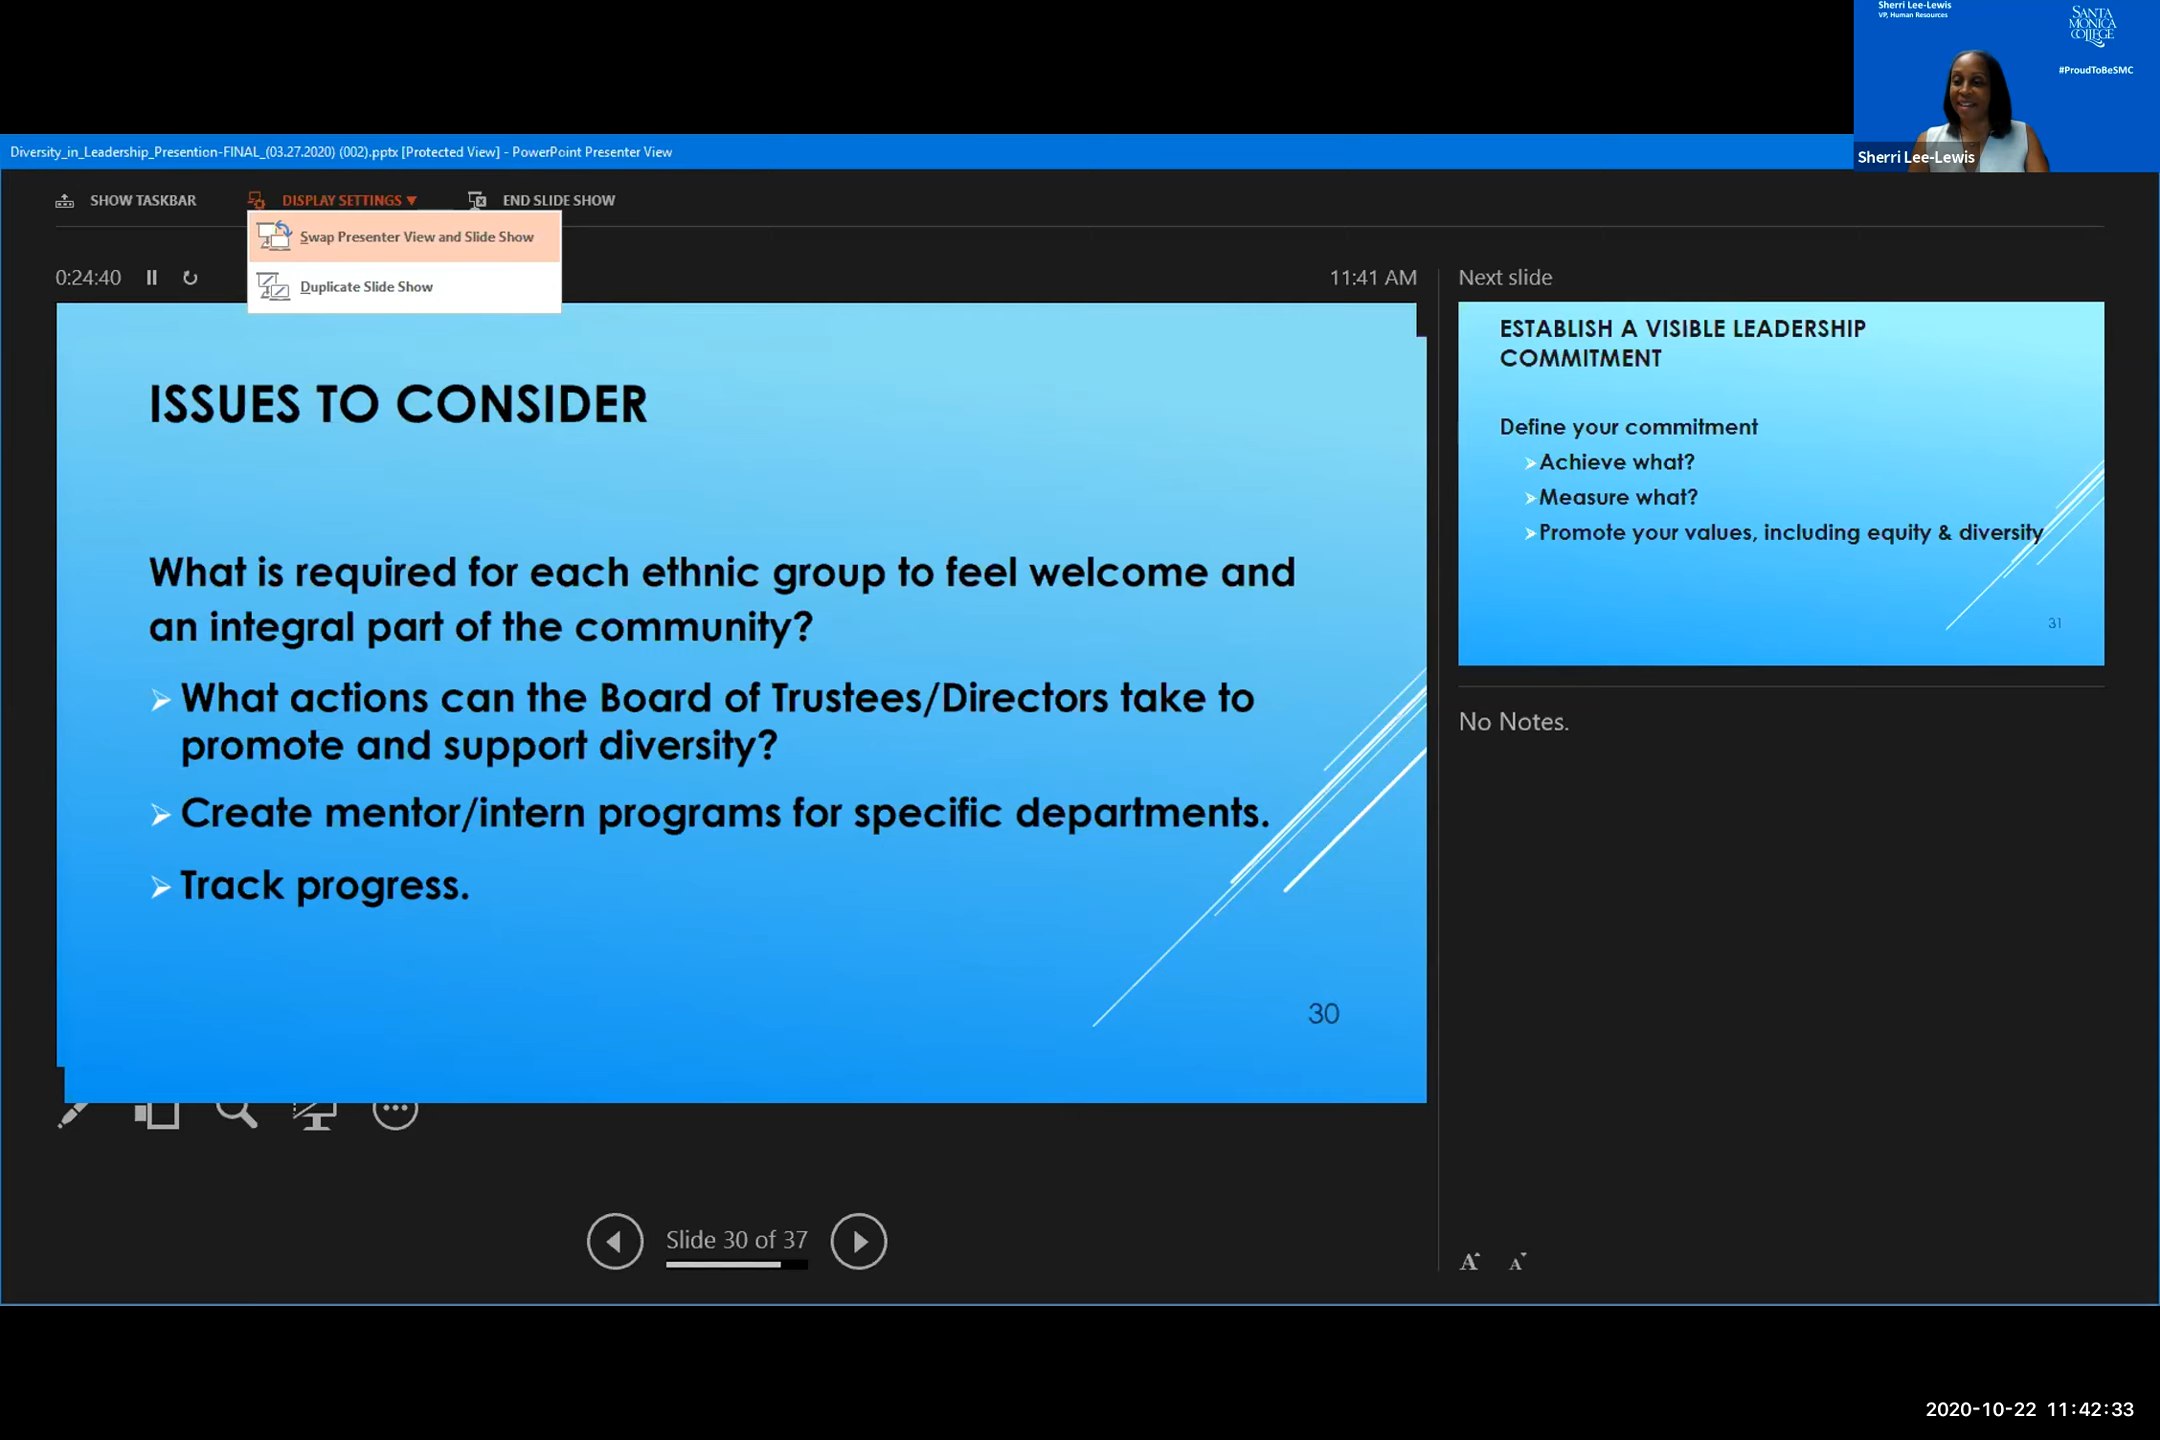 Sherri Lee-Lewis
VP, Human Resources
SANTA
MONICA
COLLEGE
#ProudToBeSMC
Sherri Lee-Lewis
Diversity_in_Leadership_Presention-FINAL_(03.27.2020) (002).pptx [Protected View] - PowerPoint Presenter View
SHOW TASKBAR
DISPLAY SETTINGS ▼
END SLIDE SHOW
Swap Presenter View and Slide Show
Duplicate Slide Show
0:24:40
11:41 AM
ISSUES TO CONSIDER
What is required for each ethnic group to feel welcome and
an integral part of the community?
➢ What actions can the Board of Trustees/Directors take to
promote and support diversity?
➢ Create mentor/intern programs for specific departments.
➢ Track progress.
30
Slide 30 of 37
Next slide
ESTABLISH A VISIBLE LEADERSHIP
COMMITMENT
Define your commitment
➢ Achieve what?
➢ Measure what?
➢ Promote your values, including equity & diversity
31
No Notes.
A A
2020-10-22 11:42:33